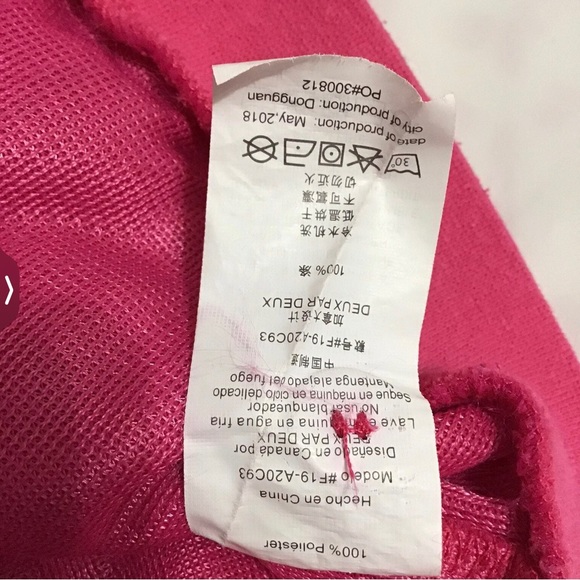 100% Poliéster
Hecho en China
Modelo #F19-A20C93
Diseñado en Canadá por
DEUX PAR DEUX
Lave en máquina en agua fria
No usar blanqueador
Seque en máquina en ciclo delicado
Mantenga alejado del fuego
中国制造
款号#F19-A20C93
加拿大设计
DEUX PAR DEUX
100% 涤
冷水机洗
低温烘干
不可氯漂
切勿近火
30°
date of production: May,2018
city of production: Dongguan
PO#300812